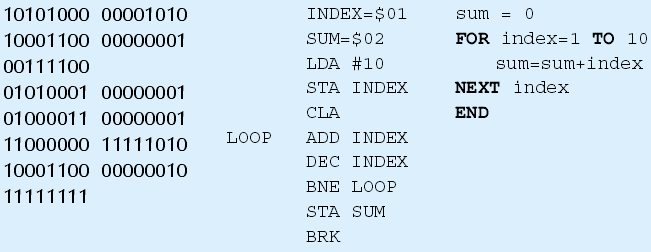 10101000 00001010
10001100 00000001
00111100
01010001 00000001
01000011 00000001
11000000 11111010
10001100 00000010
11111111
INDEX=$01
SUM=$02
LDA #10
STA INDEX
CLA
LOOP ADD INDEX
DEC INDEX
BNE LOOP
STA SUM
BRK
sum = 0
FOR index=1 TO 10
sum=sum+index
NEXT index
END